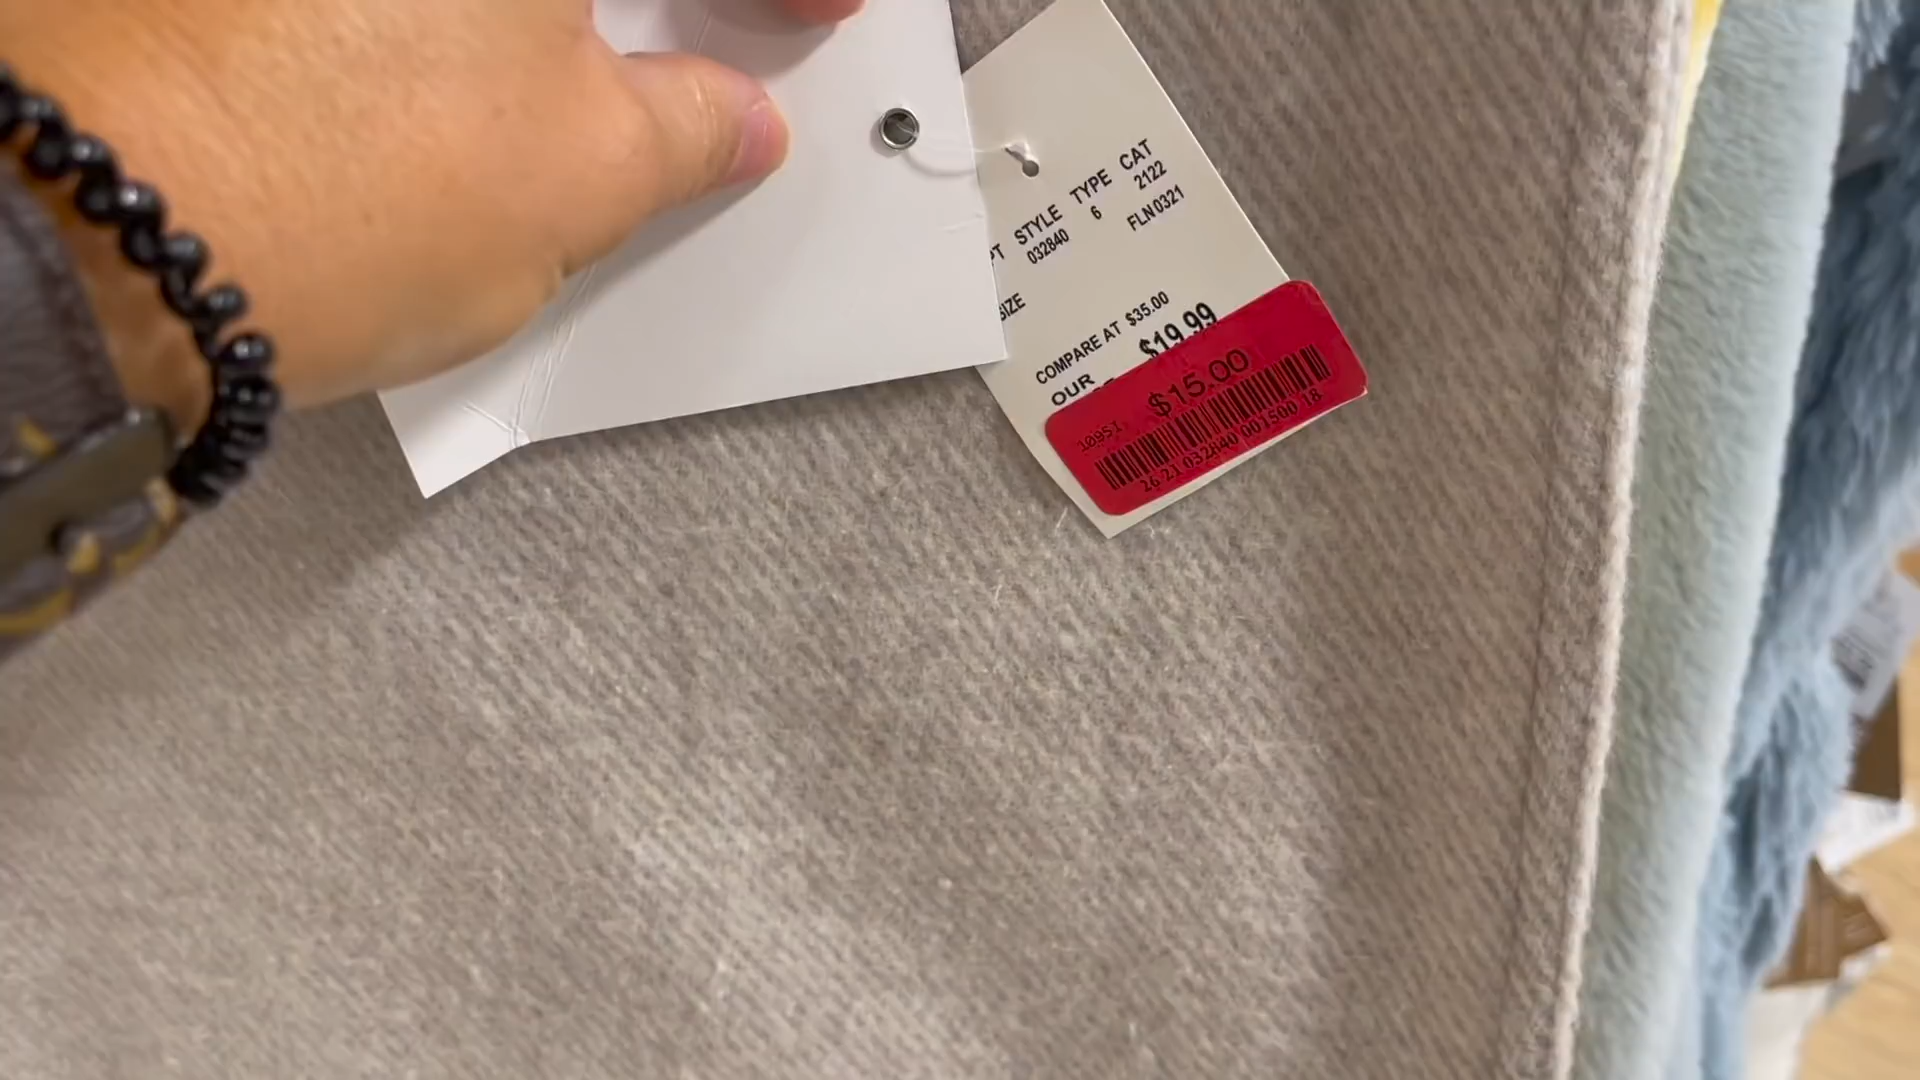 STYLE TYPE CAT
032840 6 2122
FLN0321
SIZE
COMPARE AT $35.00
OUR $19.99
$15.00
10951
26 21 032840 001500 18